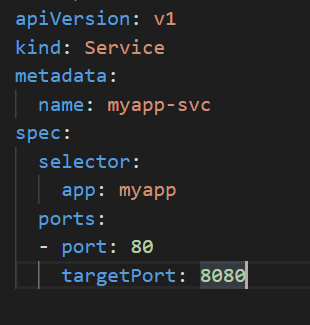 apiVersion: v1
kind: Service
metadata:
  name: myapp-svc
spec:
  selector:
    app: myapp
  ports:
  - port: 80
    targetPort: 8080